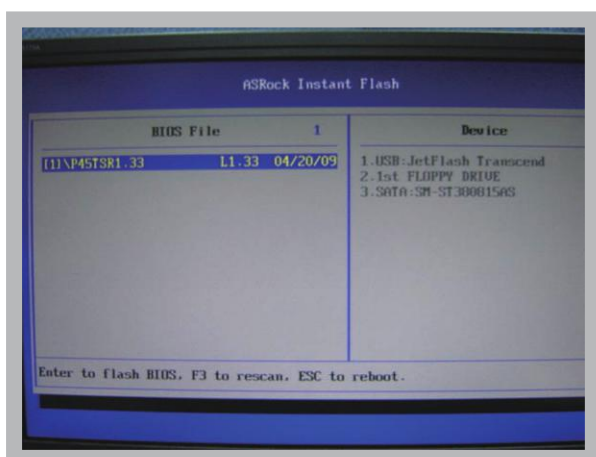 ASRock Instant Flash
BIOS File 1
Device
[1]\P45TSR1.33 L1.33 04/20/09
1.USB:JetFlash Transcend
2.1st FLOPPY DRIVE
3.SATA:SM-ST380815AS
Enter to flash BIOS. F3 to rescan. ESC to reboot.